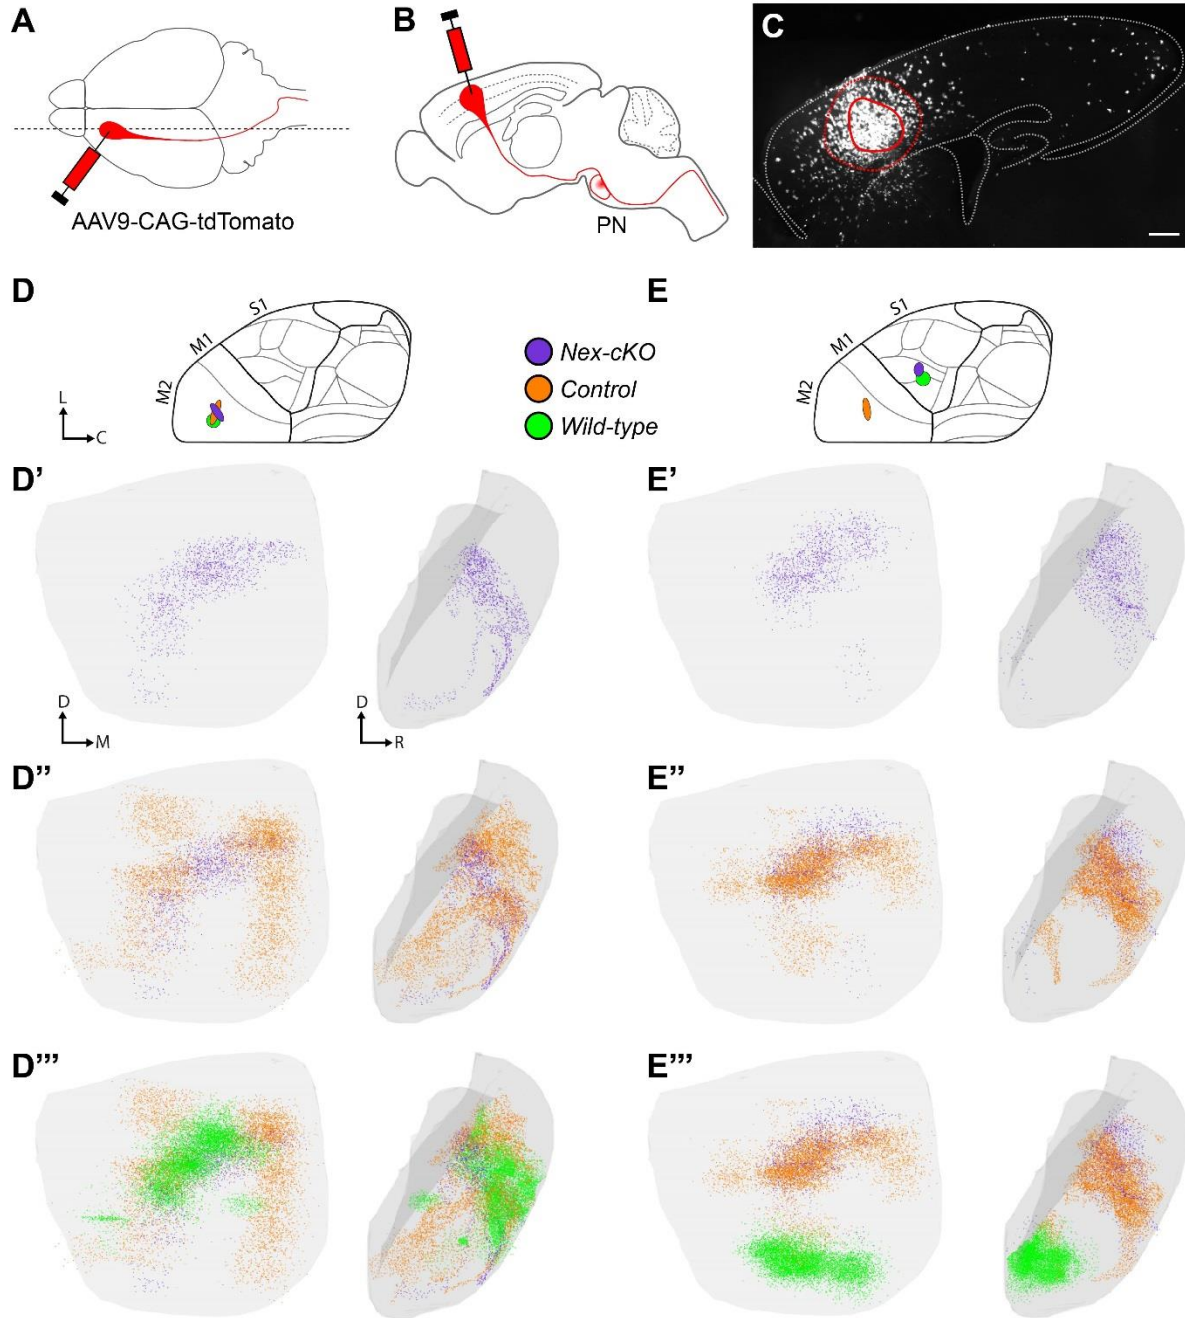 A
AAV9-CAG-tdTomato
B
PN
C
D
M2
M1
S1
L
C
Nex-cKO
Control
Wild-type
E
M2
M1
S1
D’
D
M
D
R
E’
D’’
E’’
D’’’
E’’’